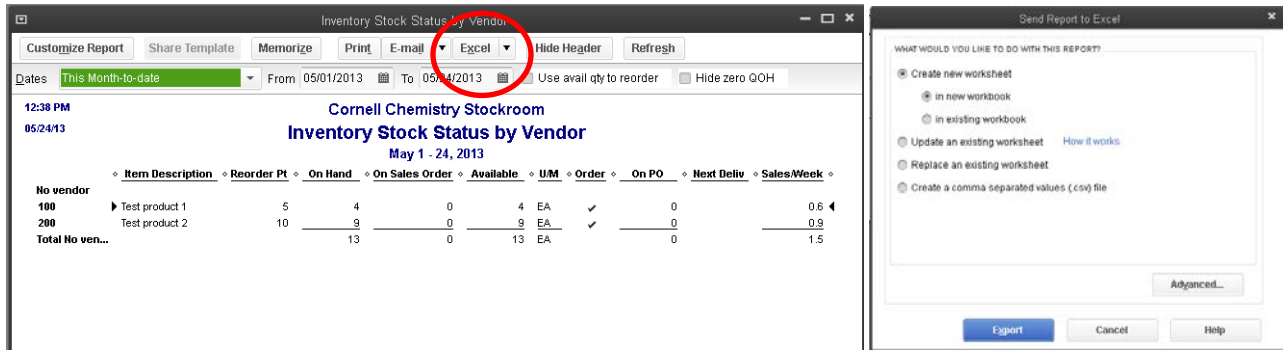 Inventory Stock Status by Vendor
Customize Report Share Template Memorize Print E-mail Excel Hide Header Refresh
Dates This Month-to-date From 05/01/2013 To 05/24/2013 Use avail qty to reorder Hide zero QOH
12:38 PM Cornell Chemistry Stockroom
05/24/13 Inventory Stock Status by Vendor
May 1 - 24, 2013
Item Description Reorder Pt On Hand On Sales Order Available U/M Order On PO Next Deliv Sales/Week
No vendor
100 Test product 1 5 4 0 4 EA ✔ 0 0.6
200 Test product 2 10 9 0 9 EA ✔ 0 0.9
Total No ven... 13 0 13 EA 0 1.5
Send Report to Excel
WHAT WOULD YOU LIKE TO DO WITH THIS REPORT?
Create new worksheet
in new workbook
in existing workbook
Update an existing worksheet How it works
Replace an existing worksheet
Create a comma separated values (.csv) file
Advanced...
Export Cancel Help